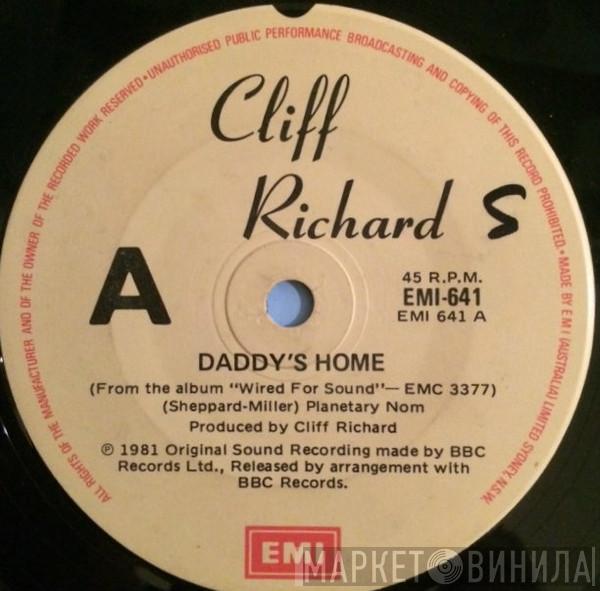 ALL RIGHTS OF THE MANUFACTURER AND OF THE OWNER OF THE RECORDED WORK RESERVED • UNAUTHORISED PUBLIC PERFORMANCE BROADCASTING AND COPYING OF THIS RECORD PROHIBITED. • MADE BY E M I (AUSTRALIA) LIMITED SYDNEY, N.S.W.
Cliff
Richard S
A
45 R.P.M.
EMI-641
EMI 641 A
DADDY'S HOME
(From the album "Wired For Sound"— EMC 3377)
(Sheppard-Miller) Planetary Nom
Produced by Cliff Richard
℗ 1981 Original Sound Recording made by BBC
Records Ltd., Released by arrangement with
BBC Records.
EMI
МАРКЕТ ВИНИЛА